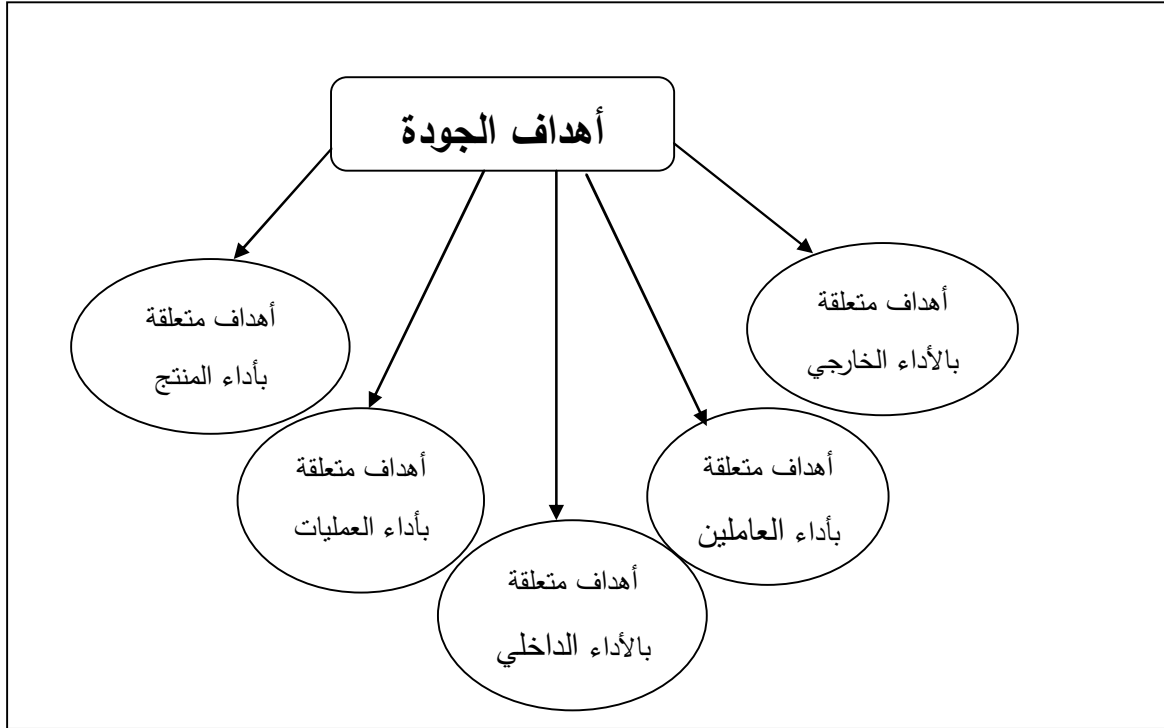 أهداف الجودة
أهداف متعلقة
بالأداء الخارجي
أهداف متعلقة
بأداء العاملين
أهداف متعلقة
بالأداء الداخلي
أهداف متعلقة
بأداء العمليات
أهداف متعلقة
بأداء المنتج